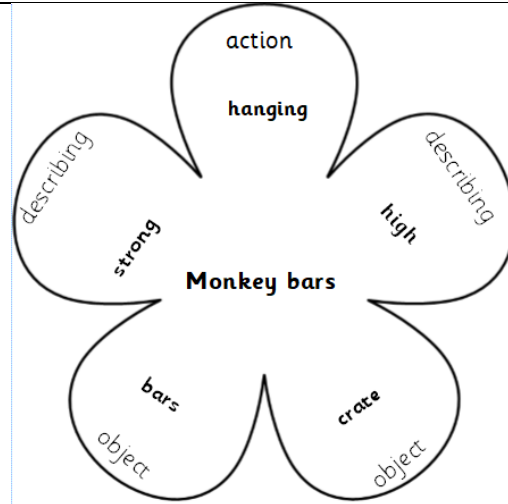 action
hanging
describing
strong
describing
high
Monkey bars
bars
object
crate
object